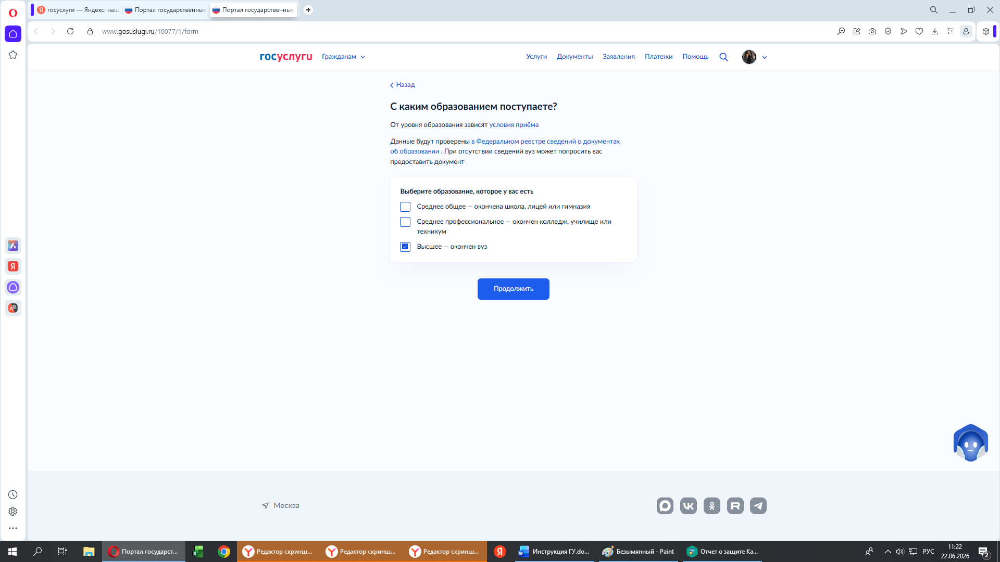 госуслуги — Яндекс: наш
Портал государственных
Портал государственных
www.gosuslugi.ru/10077/1/form
госуслуги
Гражданам
Услуги
Документы
Заявления
Платежи
Помощь
Назад
С каким образованием поступаете?
От уровня образования зависят условия приёма
Данные будут проверены в Федеральном реестре сведений о документах
об образовании . При отсутствии сведений вуз может попросить вас
предоставить документ
Выберите образование, которое у вас есть
Среднее общее — окончена школа, лицей или гимназия
Среднее профессиональное — окончен колледж, училище или
техникум
Высшее — окончен вуз
Продолжить
Москва
Портал государст...
Редактор скринш...
Редактор скринш...
Редактор скринш...
Инструкция ГУ.do...
Безымянный - Paint
Отчет о защите Ka...
РУС
11:22
22.06.2026
2